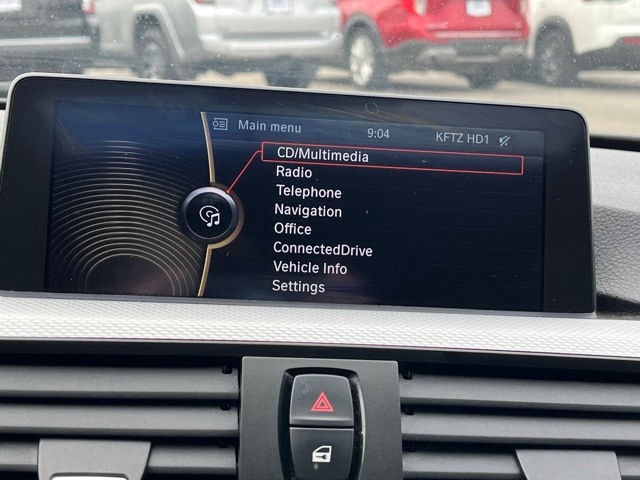 Main menu 9:04 KFTZ HD1
CD/Multimedia
Radio
Telephone
Navigation
Office
ConnectedDrive
Vehicle Info
Settings